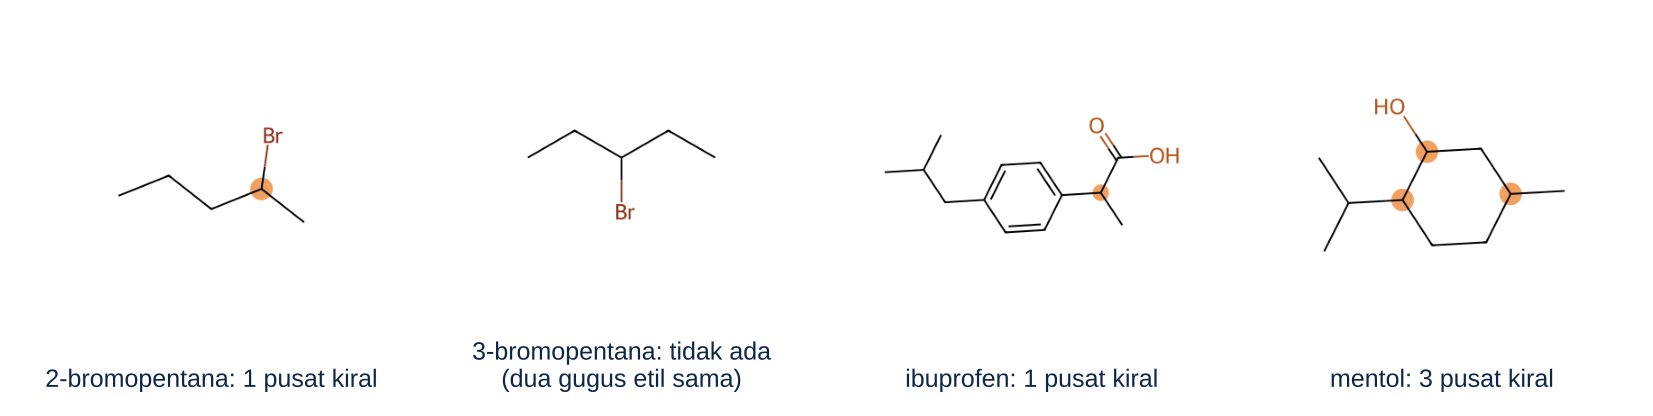 Br
2-bromopentana: 1 pusat kiral
Br
3-bromopentana: tidak ada
(dua gugus etil sama)
O
OH
ibuprofen: 1 pusat kiral
HO
mentol: 3 pusat kiral